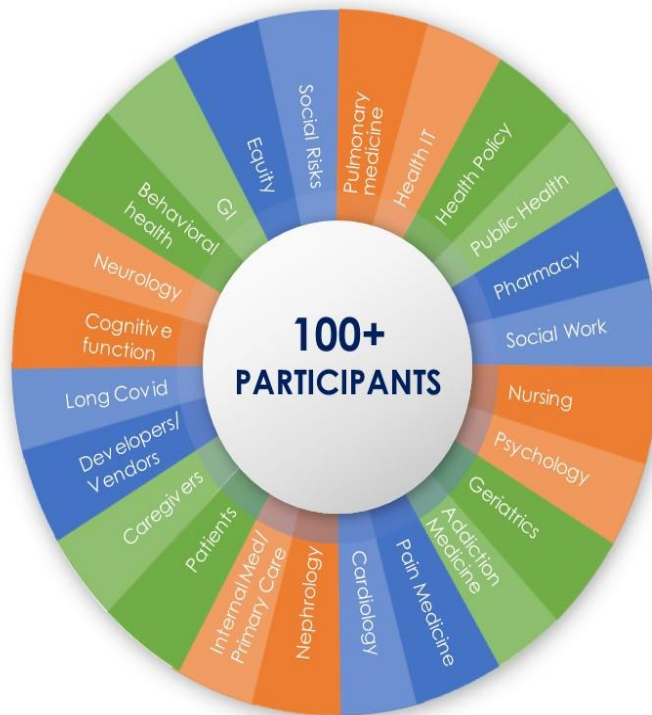 100+
PARTICIPANTS
Pulmonary
medicine
Health IT
Health Policy
Public Health
Pharmacy
Social Work
Nursing
Psychology
Geriatrics
Addiction
Medicine
Pain Medicine
Cardiology
Nephrology
Internal Med/
Primary Care
Patients
Caregivers
Developers/
Vendors
Long Covid
Cognitive
function
Neurology
Behavioral
health
GI
Equity
Social Risks